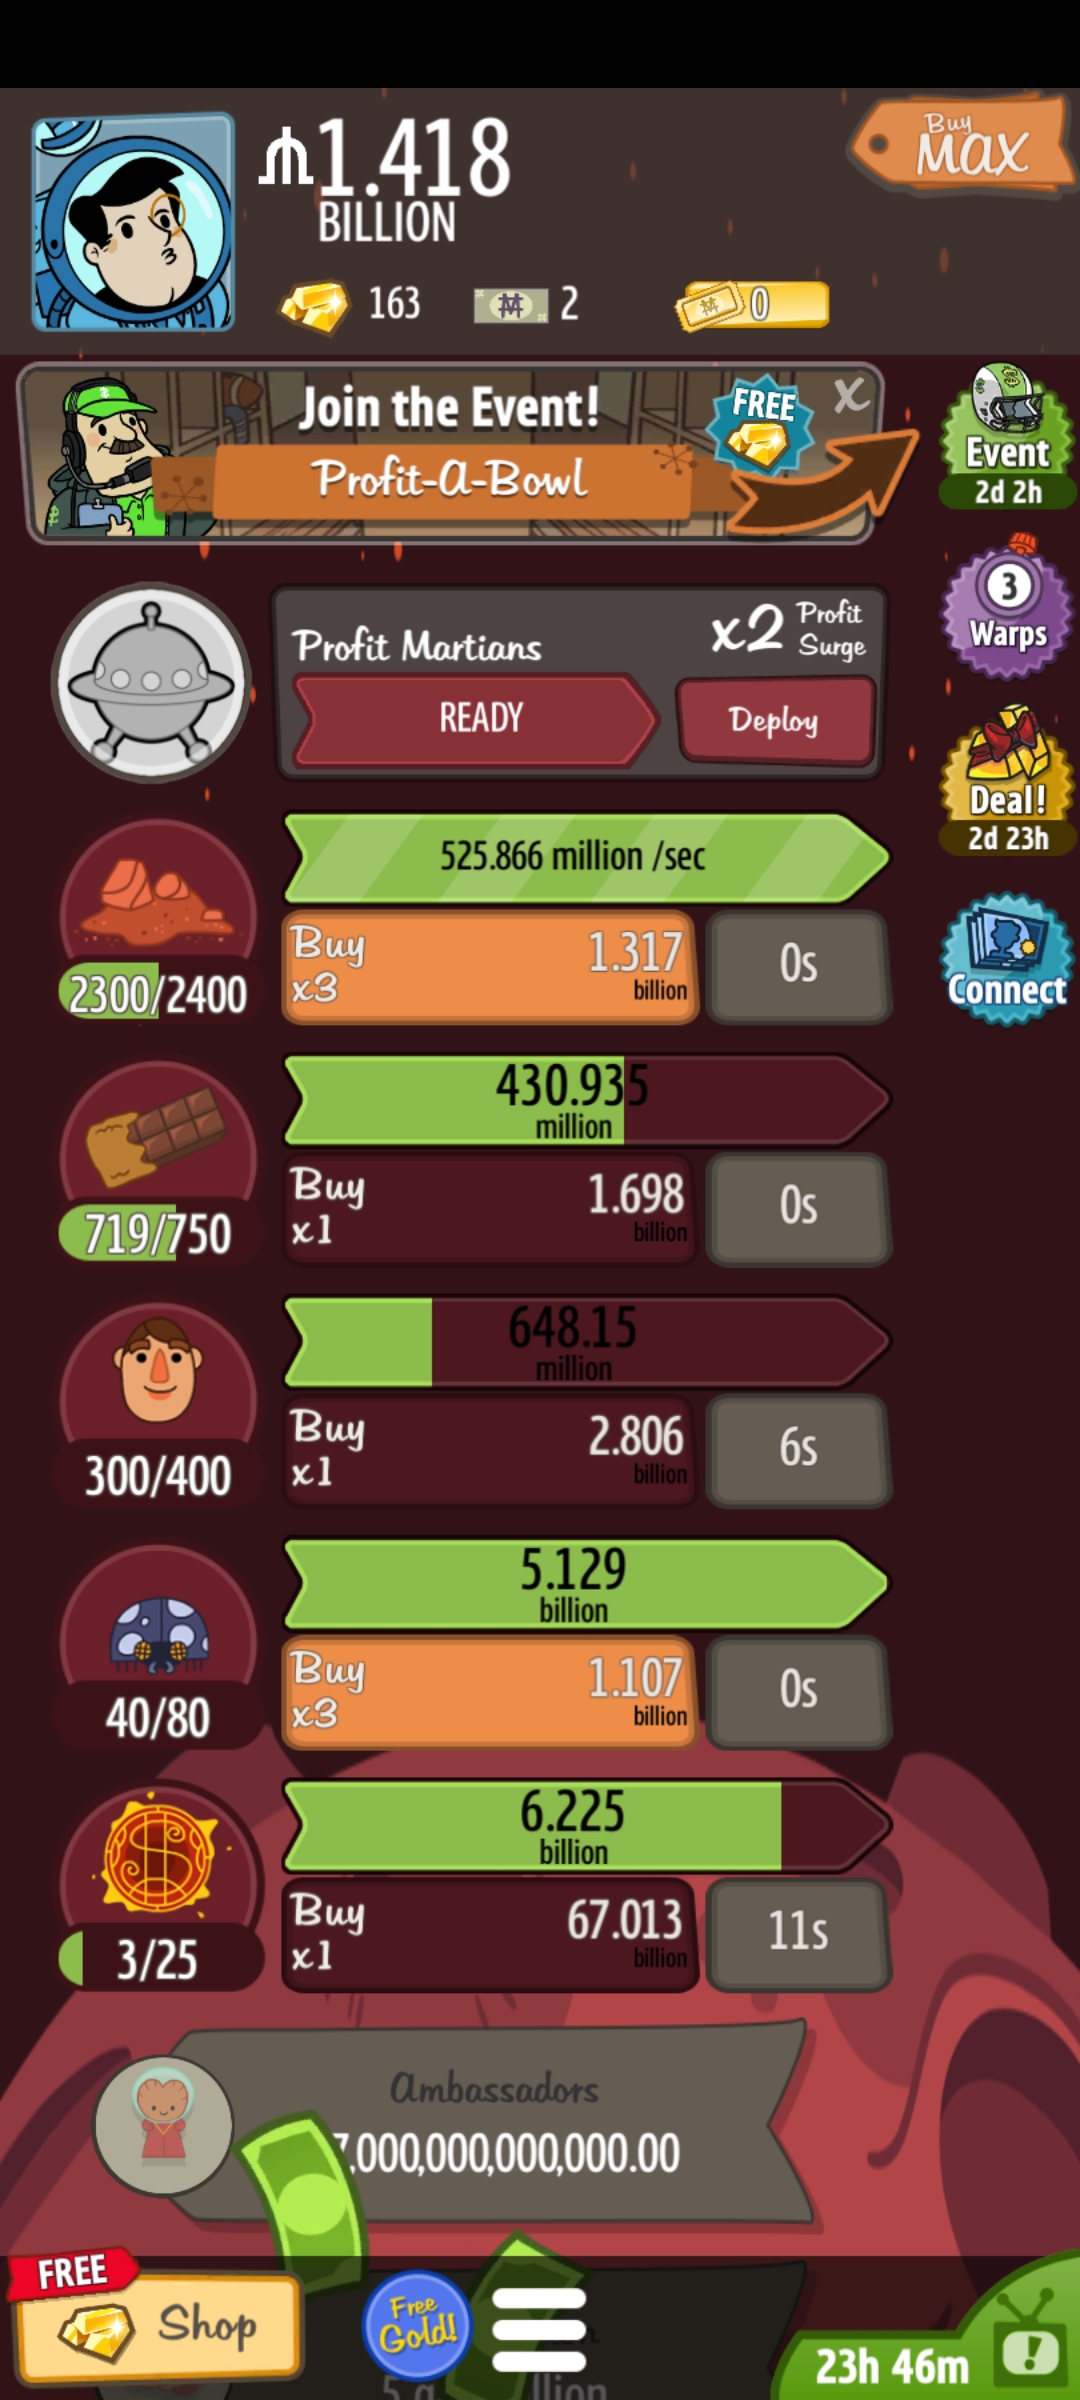 1.418
BILLION
Buy
MAX
163
2
0
Join the Event!
FREE
X
Profit-A-Bowl
Event
2d 2h
3
Warps
Profit Martians
x2 Profit
Surge
READY
Deploy
Deal!
2d 23h
525.866 million /sec
Buy
x3
1.317
billion
0s
2300/2400
Connect
430.935
million
Buy
x1
1.698
billion
0s
719/750
648.15
million
Buy
x1
2.806
billion
6s
300/400
5.129
billion
Buy
x3
1.107
billion
0s
40/80
6.225
billion
Buy
x1
67.013
billion
11s
3/25
Ambassadors
7,000,000,000,000.00
FREE
Shop
Free
Gold!
23h 46m